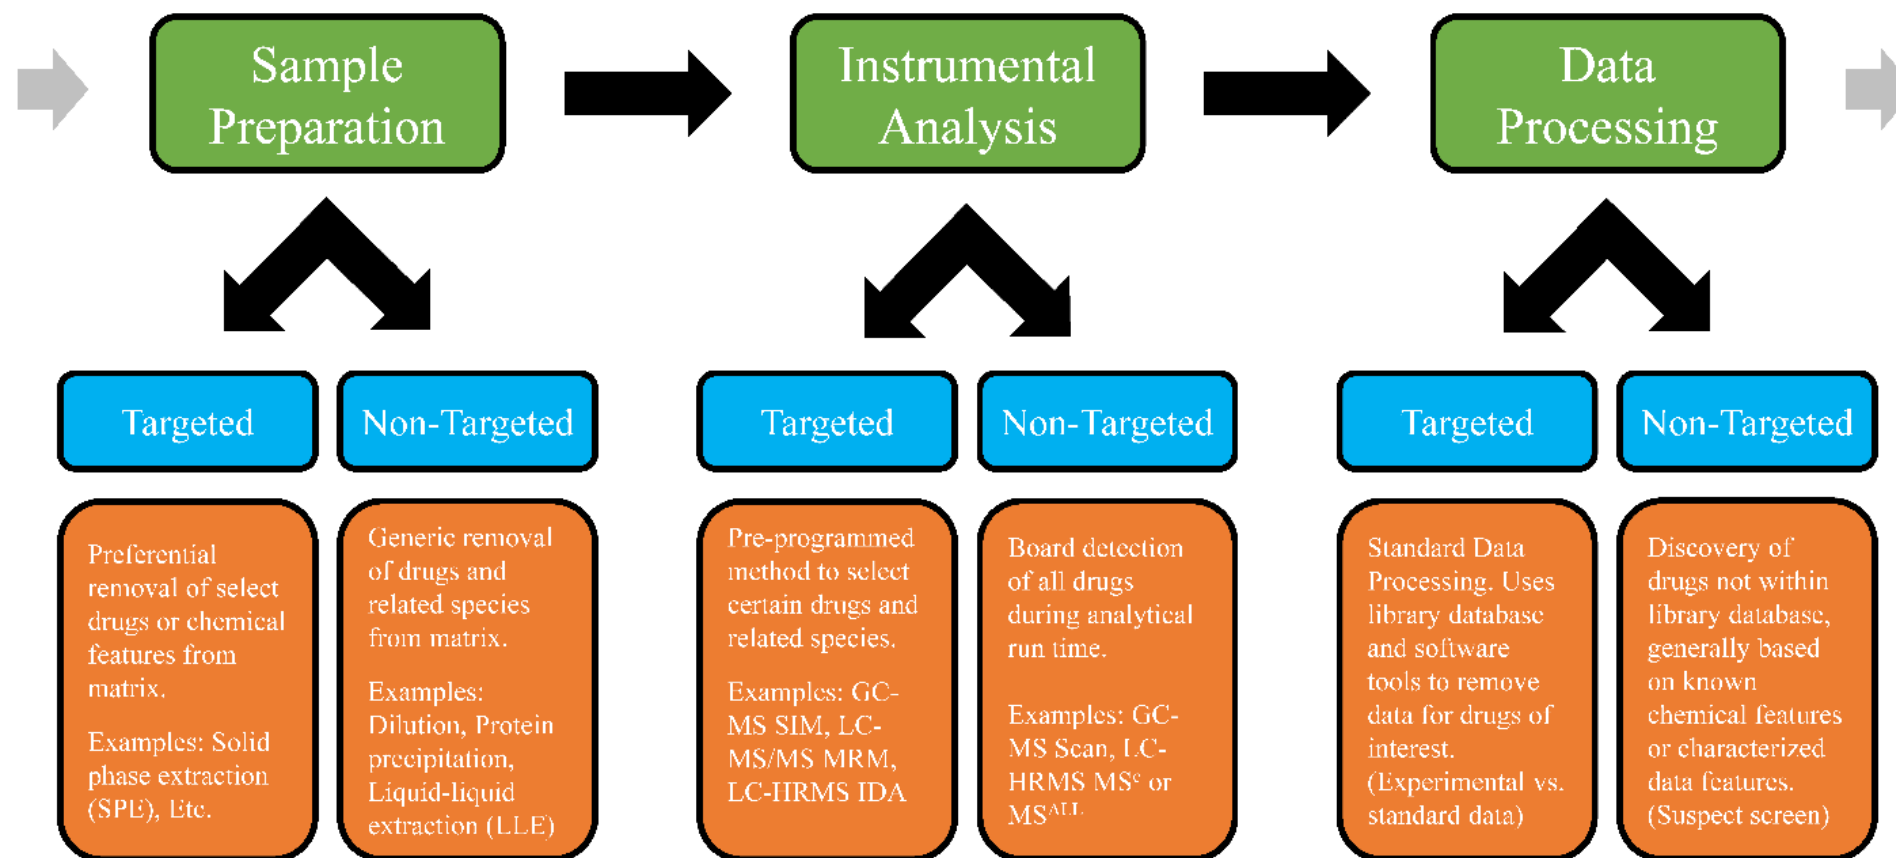 Sample
Preparation
Instrumental
Analysis
Data
Processing
Targeted
Non-Targeted
Targeted
Non-Targeted
Targeted
Non-Targeted
Preferential
removal of select
drugs or chemical
features from
matrix.
Examples: Solid
phase extraction
(SPE), Etc.
Generic removal
of drugs and
related species
from matrix.
Examples:
Dilution, Protein
precipitation,
Liquid-liquid
extraction (LLE)
Pre-programmed
method to select
certain drugs and
related species.
Examples: GC-
MS SIM, LC-
MS/MS MRM,
LC-HRMS IDA
Board detection
of all drugs
during analytical
run time.
Examples: GC-
MS Scan, LC-
HRMS MSᵉ or
MSᴬᴸᴸ
Standard Data
Processing. Uses
library database
and software
tools to remove
data for drugs of
interest.
(Experimental vs.
standard data)
Discovery of
drugs not within
library database,
generally based
on known
chemical features
or characterized
data features.
(Suspect screen)